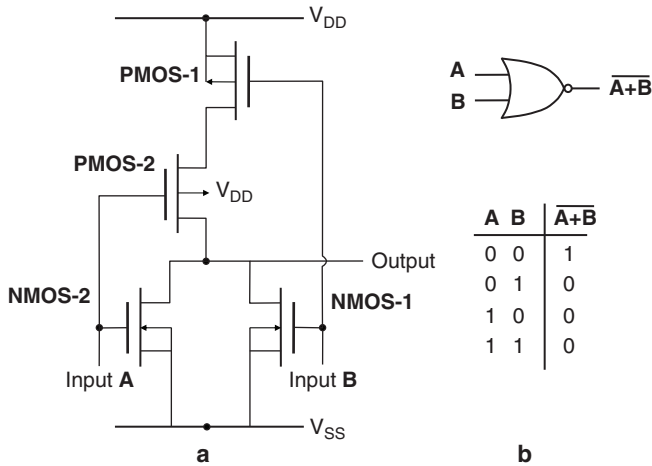 V_DD
PMOS-1
PMOS-2
V_DD
Output
NMOS-2
NMOS-1
Input A
Input B
V_SS
a
A
B
A+B
A B A+B
0 0 1
0 1 0
1 0 0
1 1 0
b